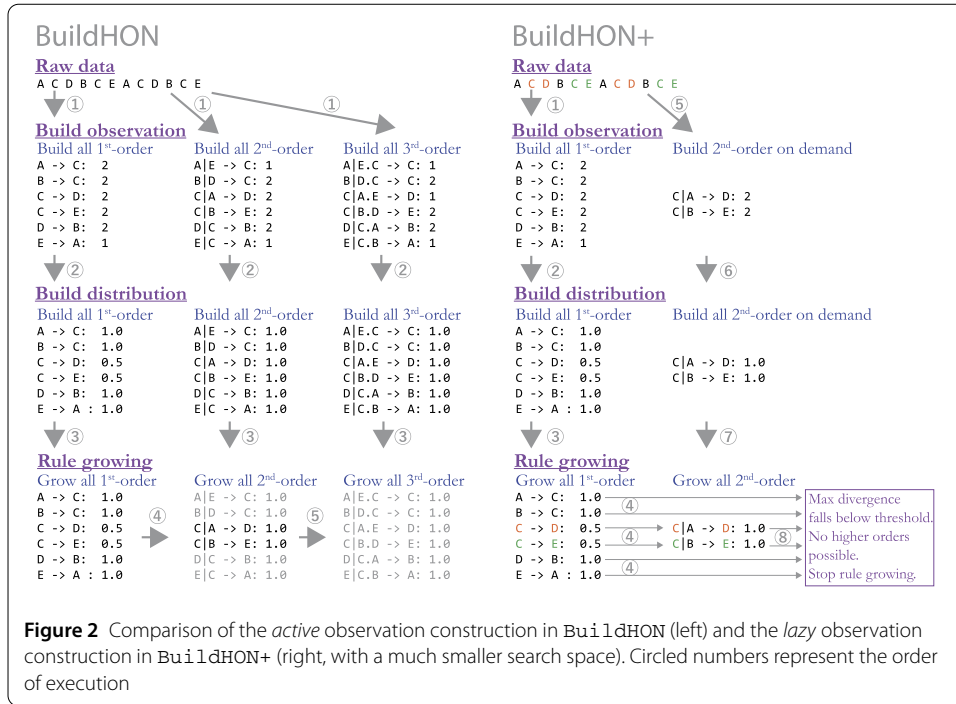 BuildHON
Raw data
A C D B C E A C D B C E
① ① ①
Build observation
Build all 1st-order
A -> C: 2
B -> C: 2
C -> D: 2
C -> E: 2
D -> B: 2
E -> A: 1
Build all 2nd-order
A|E -> C: 1
B|D -> C: 2
C|A -> D: 2
C|B -> E: 2
D|C -> B: 2
E|C -> A: 1
Build all 3rd-order
A|E.C -> C: 1
B|D.C -> C: 2
C|A.E -> D: 1
C|B.D -> E: 2
D|C.A -> B: 2
E|C.B -> A: 1
② ② ②
Build distribution
Build all 1st-order
A -> C: 1.0
B -> C: 1.0
C -> D: 0.5
C -> E: 0.5
D -> B: 1.0
E -> A : 1.0
Build all 2nd-order
A|E -> C: 1.0
B|D -> C: 1.0
C|A -> D: 1.0
C|B -> E: 1.0
D|C -> B: 1.0
E|C -> A: 1.0
Build all 3rd-order
A|E.C -> C: 1.0
B|D.C -> C: 1.0
C|A.E -> D: 1.0
C|B.D -> E: 1.0
D|C.A -> B: 1.0
E|C.B -> A: 1.0
③ ③ ③
Rule growing
Grow all 1st-order
A -> C: 1.0
B -> C: 1.0
C -> D: 0.5
C -> E: 0.5
D -> B: 1.0
E -> A : 1.0
④
Grow all 2nd-order
A|E -> C: 1.0
B|D -> C: 1.0
C|A -> D: 1.0
C|B -> E: 1.0
D|C -> B: 1.0
E|C -> A: 1.0
⑤
Grow all 3rd-order
A|E.C -> C: 1.0
B|D.C -> C: 1.0
C|A.E -> D: 1.0
C|B.D -> E: 1.0
D|C.A -> B: 1.0
E|C.B -> A: 1.0
BuildHON+
Raw data
A C D B C E A C D B C E
① ⑤
Build observation
Build all 1st-order
A -> C: 2
B -> C: 2
C -> D: 2
C -> E: 2
D -> B: 2
E -> A: 1
Build 2nd-order on demand
C|A -> D: 2
C|B -> E: 2
② ⑥
Build distribution
Build all 1st-order
A -> C: 1.0
B -> C: 1.0
C -> D: 0.5
C -> E: 0.5
D -> B: 1.0
E -> A : 1.0
Build all 2nd-order on demand
C|A -> D: 1.0
C|B -> E: 1.0
③ ⑦
Rule growing
Grow all 1st-order
A -> C: 1.0
B -> C: 1.0
C -> D: 0.5
C -> E: 0.5
D -> B: 1.0
E -> A : 1.0
④
④
④
Grow all 2nd-order
C|A -> D: 1.0
C|B -> E: 1.0
⑧
Max divergence
falls below threshold.
No higher orders
possible.
Stop rule growing.
Figure 2 Comparison of the active observation construction in BuildHON (left) and the lazy observation
construction in BuildHON+ (right, with a much smaller search space). Circled numbers represent the order
of execution